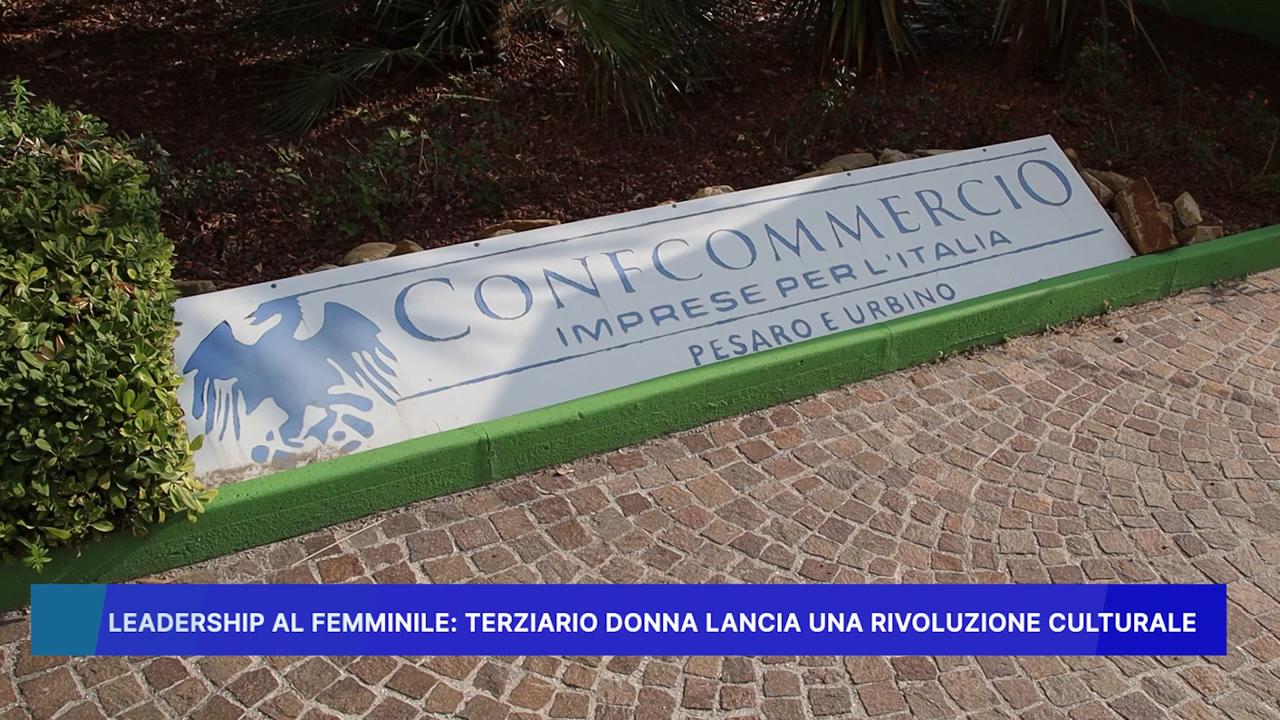 CONFCOMMERCIO
IMPRESE PER L'ITALIA
PESARO E URBINO
LEADERSHIP AL FEMMINILE: TERZIARIO DONNA LANCIA UNA RIVOLUZIONE CULTURALE